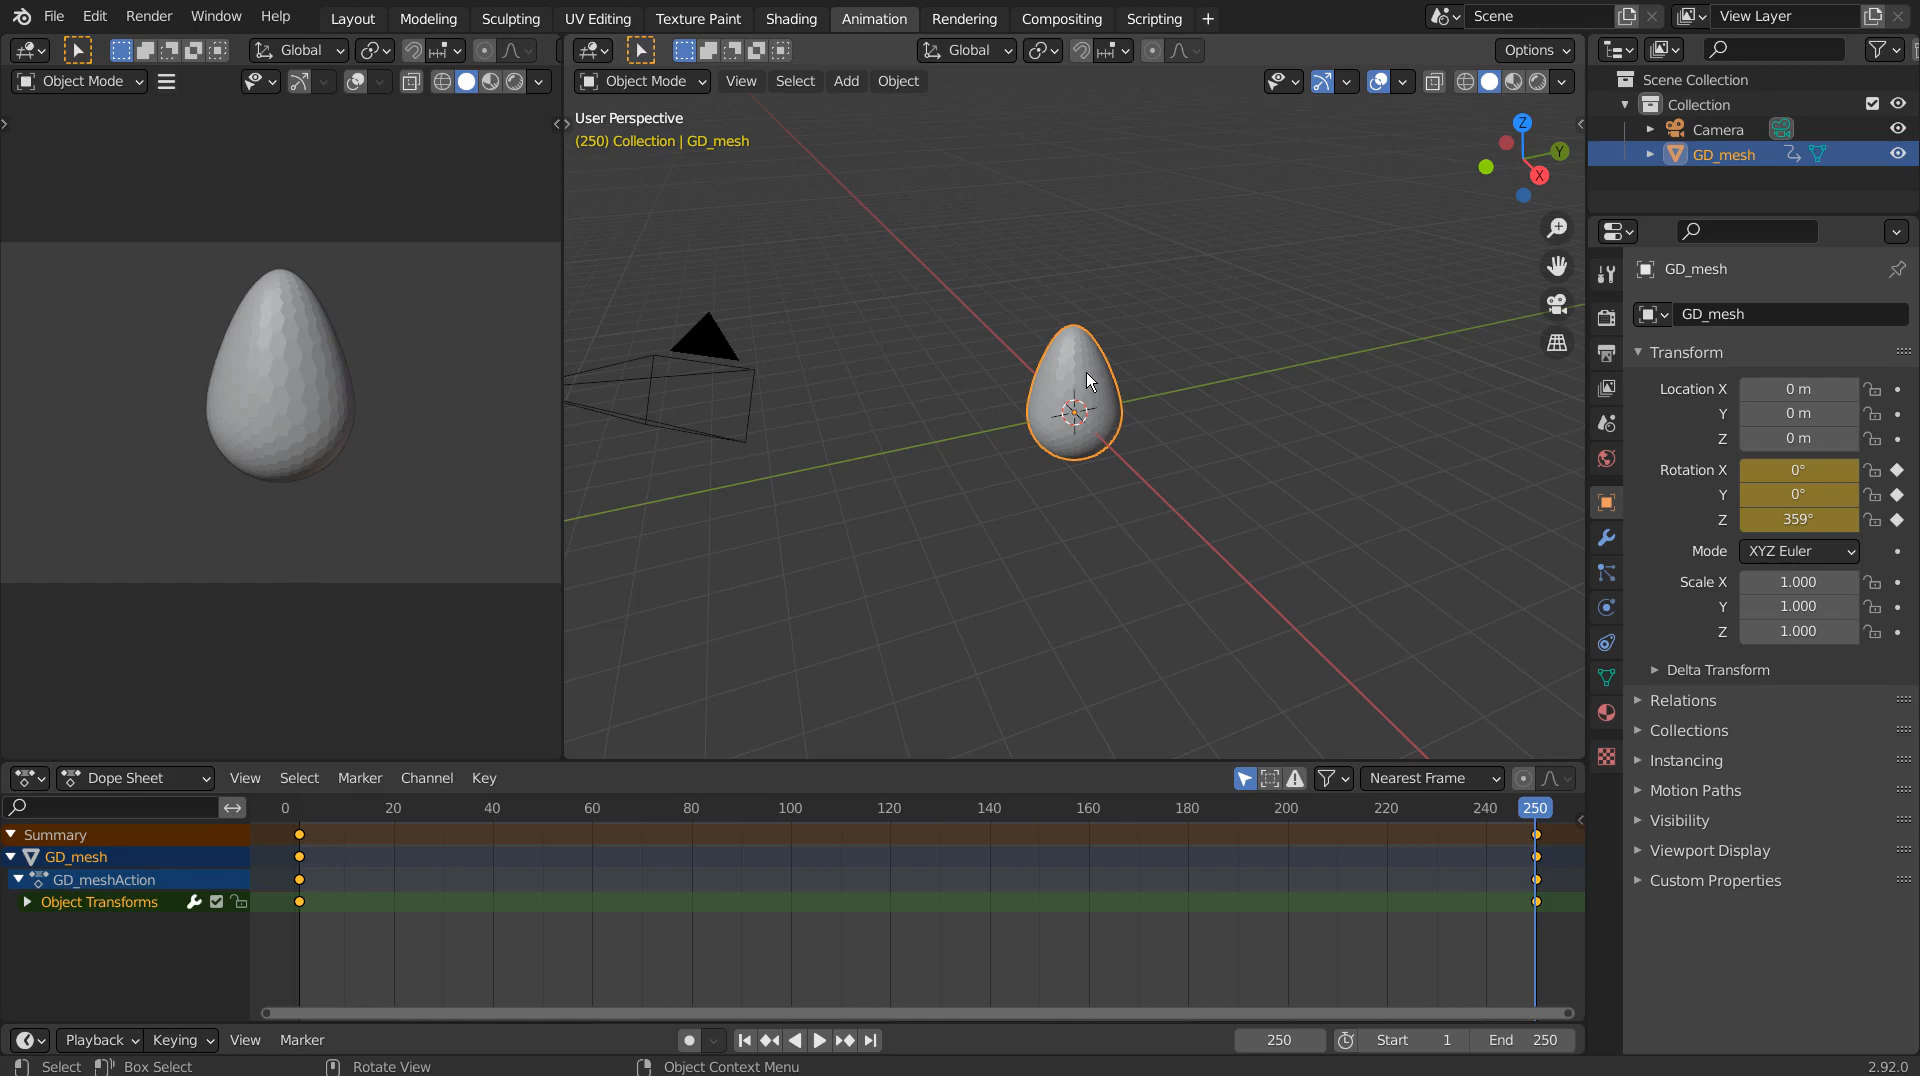 File Edit Render Window Help
Layout Modeling Sculpting UV Editing Texture Paint Shading Animation Rendering Compositing Scripting +
Scene
View Layer
Global
Global
Options
Object Mode
Object Mode View Select Add Object
User Perspective
(250) Collection | GD_mesh
Z
Y
X
Scene Collection
Collection
Camera
GD_mesh
GD_mesh
GD_mesh
Transform
Location X 0 m
Y 0 m
Z 0 m
Rotation X 0°
Y 0°
Z 359°
Mode XYZ Euler
Scale X 1.000
Y 1.000
Z 1.000
Delta Transform
Relations
Collections
Instancing
Motion Paths
Visibility
Viewport Display
Custom Properties
Dope Sheet View Select Marker Channel Key
Nearest Frame
0 20 40 60 80 100 120 140 160 180 200 220 240 250
Summary
GD_mesh
GD_meshAction
Object Transforms
Playback Keying View Marker
250 Start 1 End 250
Select Box Select Rotate View Object Context Menu 2.92.0